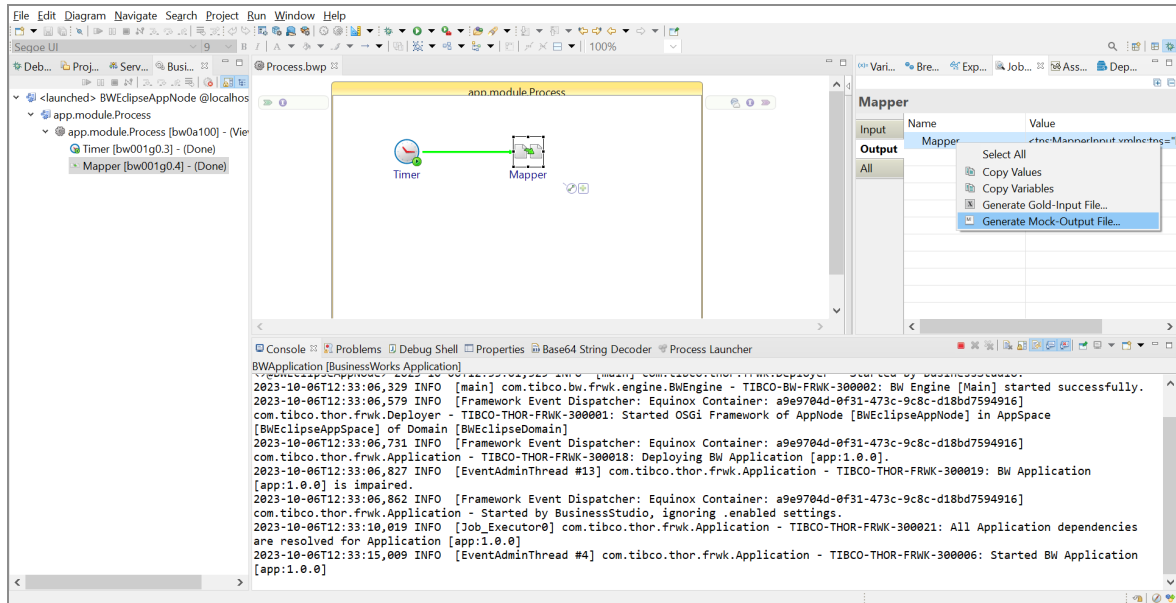 File Edit Diagram Navigate Search Project Run Window Help
Segoe UI 9 B I A 100%
Deb... Proj... Serv... Busi...
<launched> BWEclipseAppNode @localhos
app.module.Process
app.module.Process [bw0a100] - (Vie
Timer [bw001g0.3] - (Done)
Mapper [bw001g0.4] - (Done)
Process.bwp
app.module.Process
Timer
Mapper
Vari... Bre... Exp... Job... Ass... Dep...
Mapper
Input
Output
All
Name Value
Mapper <tns:MapperInput xmlns:tns="
Select All
Copy Values
Copy Variables
Generate Gold-Input File...
Generate Mock-Output File...
Console Problems Debug Shell Properties Base64 String Decoder Process Launcher
BWApplication [BusinessWorks Application]
2023-10-06T12:33:06,329 INFO [main] com.tibco.bw.frwk.engine.BWEngine - TIBCO-BW-FRWK-300002: BW Engine [Main] started successfully.
2023-10-06T12:33:06,579 INFO [Framework Event Dispatcher: Equinox Container: a9e9704d-0f31-473c-9c8c-d18bd7594916]
com.tibco.thor.frwk.Deployer - TIBCO-THOR-FRWK-300001: Started OSGi Framework of AppNode [BWEclipseAppNode] in AppSpace
[BWEclipseAppSpace] of Domain [BWEclipseDomain]
2023-10-06T12:33:06,731 INFO [Framework Event Dispatcher: Equinox Container: a9e9704d-0f31-473c-9c8c-d18bd7594916]
com.tibco.thor.frwk.Application - TIBCO-THOR-FRWK-300018: Deploying BW Application [app:1.0.0].
2023-10-06T12:33:06,827 INFO [EventAdminThread #13] com.tibco.thor.frwk.Application - TIBCO-THOR-FRWK-300019: BW Application
[app:1.0.0] is impaired.
2023-10-06T12:33:06,862 INFO [Framework Event Dispatcher: Equinox Container: a9e9704d-0f31-473c-9c8c-d18bd7594916]
com.tibco.thor.frwk.Application - Started by BusinessStudio, ignoring .enabled settings.
2023-10-06T12:33:10,019 INFO [Job_Executor0] com.tibco.thor.frwk.Application - TIBCO-THOR-FRWK-300021: All Application dependencies
are resolved for Application [app:1.0.0]
2023-10-06T12:33:15,009 INFO [EventAdminThread #4] com.tibco.thor.frwk.Application - TIBCO-THOR-FRWK-300006: Started BW Application
[app:1.0.0]